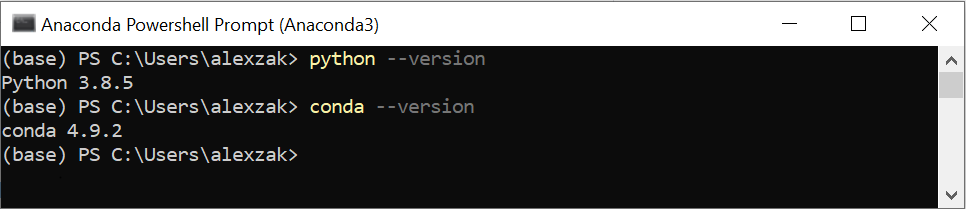 Anaconda Powershell Prompt (Anaconda3)
(base) PS C:\Users\alexzak> python --version
Python 3.8.5
(base) PS C:\Users\alexzak> conda --version
conda 4.9.2
(base) PS C:\Users\alexzak>